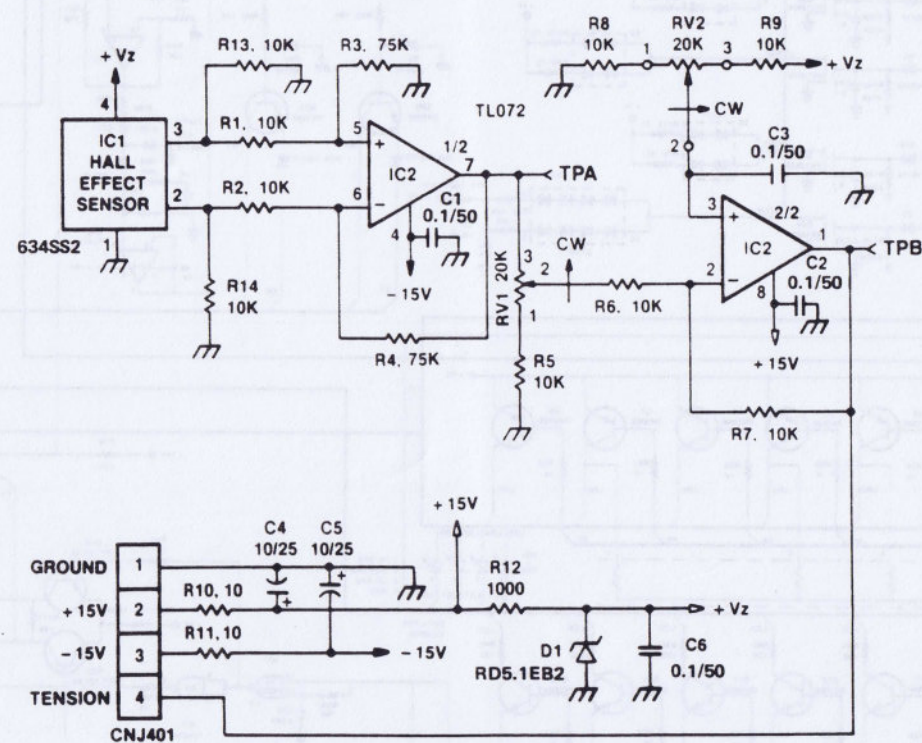 R13, 10K
R3, 75K
R8
10K
RV2
20K
R9
10K
1
3
+ Vz
+ Vz
4
TL072
CW
IC1
HALL
EFFECT
SENSOR
3
R1, 10K
5
+
1/2
7
IC2
TPA
2
C3
0.1/50
2
R2, 10K
6
−
C1
0.1/50
4
3
+
2/2
1
IC2
TPB
634SS2
1
− 15V
CW
3
2
1
RV1 20K
R6, 10K
2
−
C2
0.1/50
8
R14
10K
+ 15V
R4, 75K
R5
10K
R7, 10K
+ 15V
C4
10/25
C5
10/25
R12
1000
GROUND
1
+
+
+ 15V
2
R10, 10
+ Vz
− 15V
3
R11, 10
− 15V
D1
RD5.1EB2
C6
0.1/50
TENSION
4
CNJ401